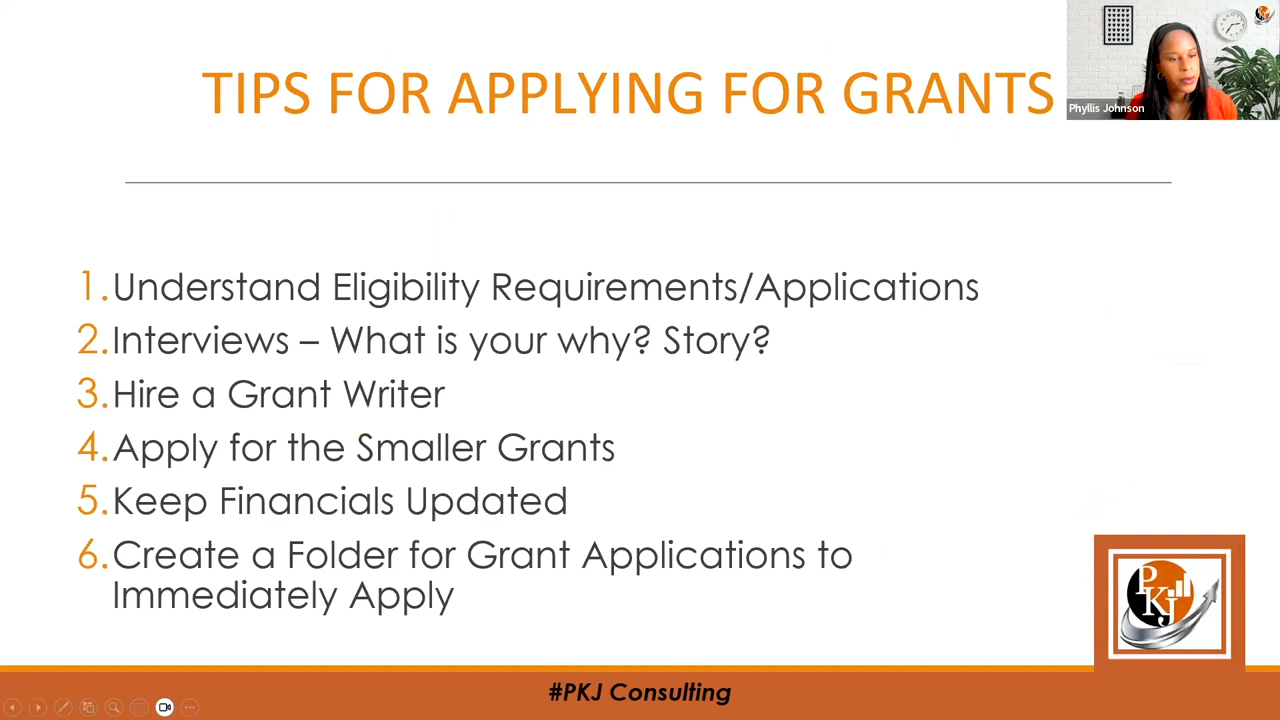 TIPS FOR APPLYING FOR GRANTS
Phyllis Johnson
1. Understand Eligibility Requirements/Applications
2. Interviews – What is your why? Story?
3. Hire a Grant Writer
4. Apply for the Smaller Grants
5. Keep Financials Updated
6. Create a Folder for Grant Applications to
Immediately Apply
PKJ
#PKJ Consulting